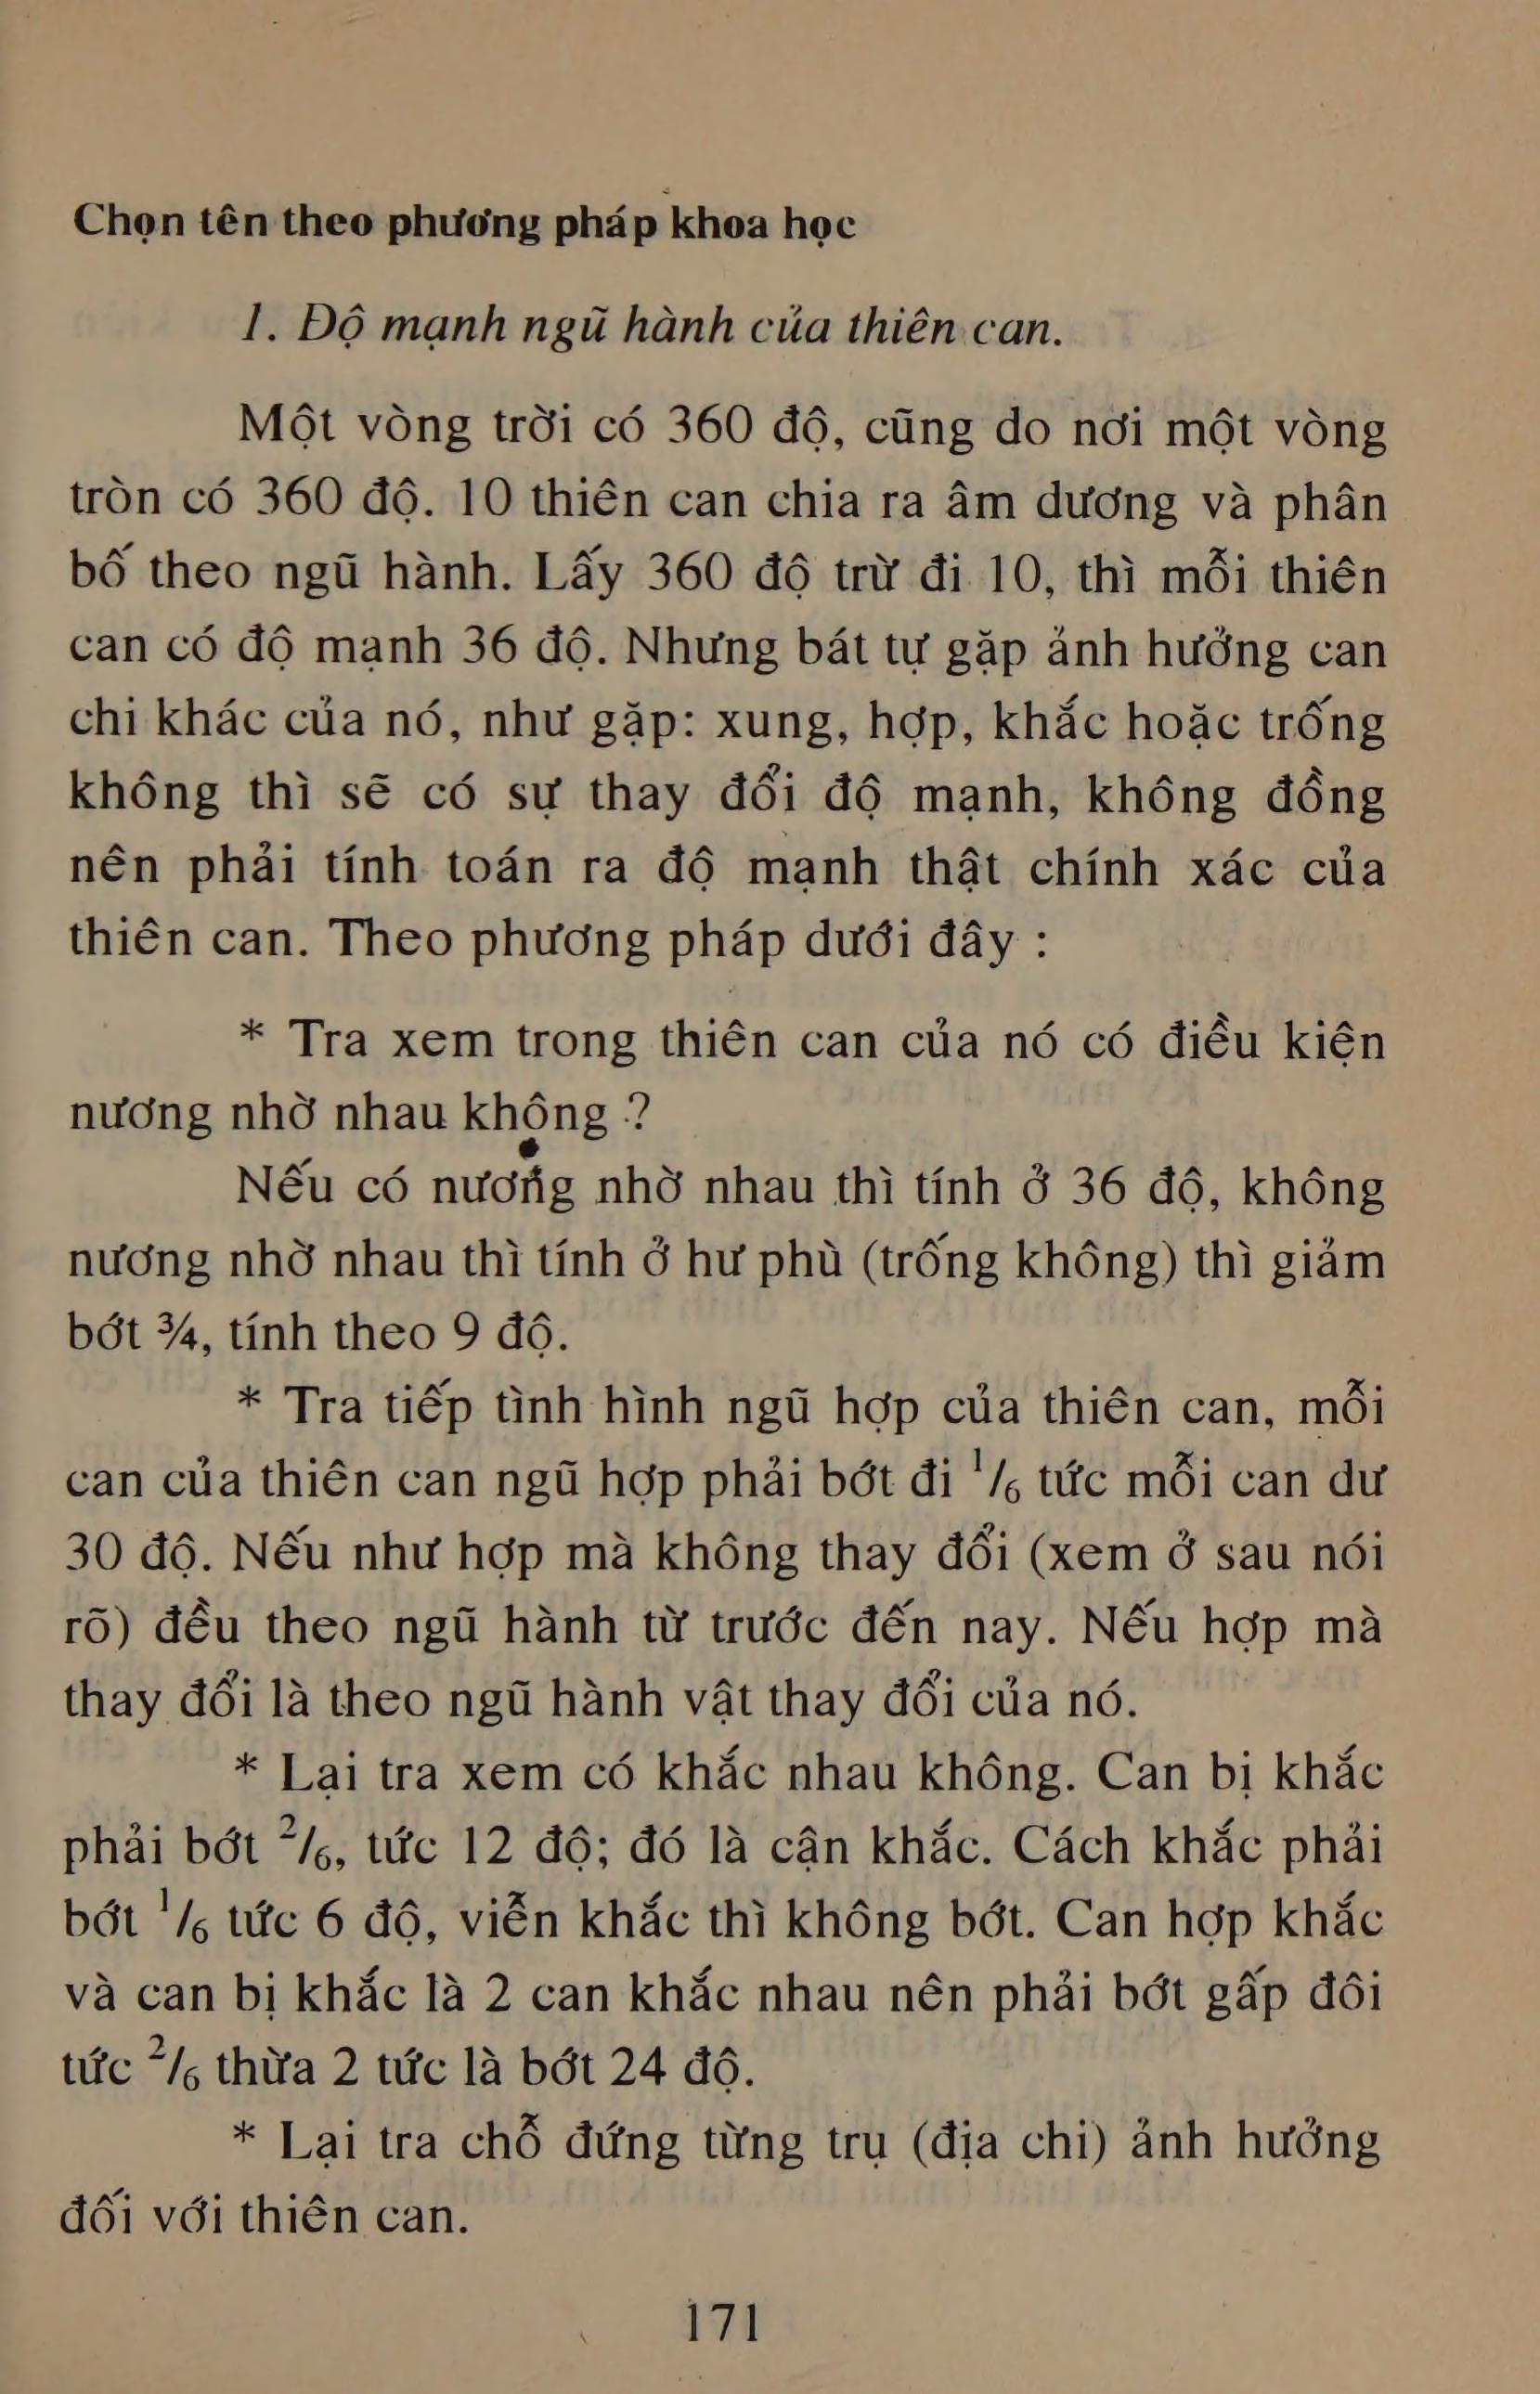 Chọn tên theo phương pháp khoa học
1. Độ mạnh ngũ hành của thiên can.
Một vòng trời có 360 độ, cũng do nơi một vòng
tròn có 360 độ. 10 thiên can chia ra âm dương và phân
bố theo ngũ hành. Lấy 360 độ trừ đi 10, thì mỗi thiên
can có độ mạnh 36 độ. Nhưng bát tự gặp ảnh hưởng can
chi khác của nó, như gặp: xung, hợp, khắc hoặc trống
không thì sẽ có sự thay đổi độ mạnh, không đồng
nên phải tính toán ra độ mạnh thật chính xác của
thiên can. Theo phương pháp dưới đây :
* Tra xem trong thiên can của nó có điều kiện
nương nhờ nhau không ?
Nếu có nương nhờ nhau thì tính ở 36 độ, không
nương nhờ nhau thì tính ở hư phù (trống không) thì giảm
bớt ¾, tính theo 9 độ.
* Tra tiếp tình hình ngũ hợp của thiên can, mỗi
can của thiên can ngũ hợp phải bớt đi ¹/₆ tức mỗi can dư
30 độ. Nếu như hợp mà không thay đổi (xem ở sau nói
rõ) đều theo ngũ hành từ trước đến nay. Nếu hợp mà
thay đổi là theo ngũ hành vật thay đổi của nó.
* Lại tra xem có khắc nhau không. Can bị khắc
phải bớt ²/₆, tức 12 độ; đó là cận khắc. Cách khắc phải
bớt ¹/₆ tức 6 độ, viễn khắc thì không bớt. Can hợp khắc
và can bị khắc là 2 can khắc nhau nên phải bớt gấp đôi
tức ²/₆ thừa 2 tức là bớt 24 độ.
* Lại tra chỗ đứng từng trụ (địa chi) ảnh hưởng
đối với thiên can.
171